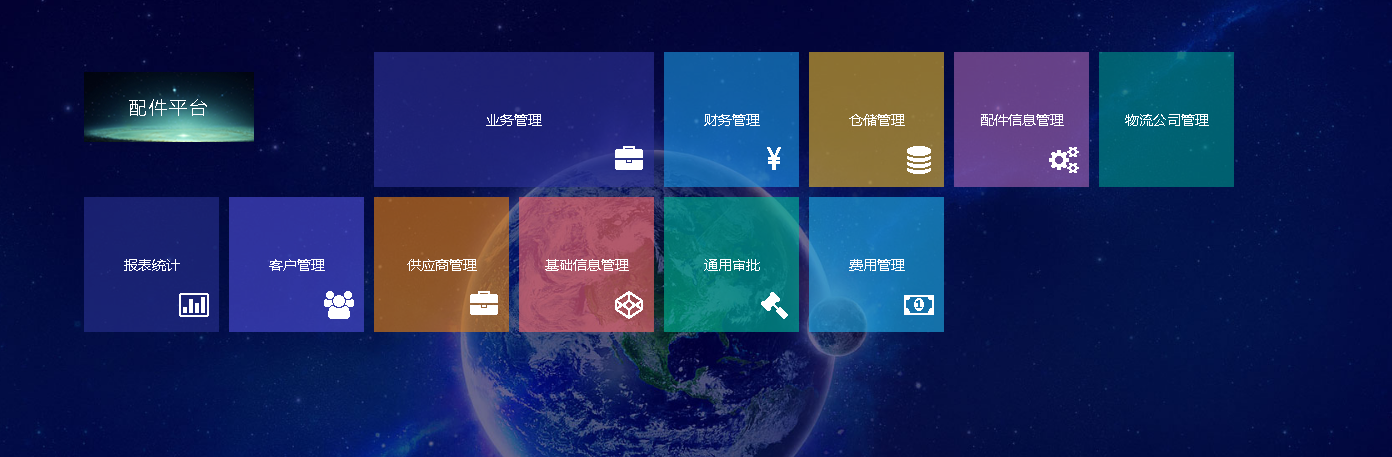 配件平台
业务管理
财务管理
仓储管理
配件信息管理
物流公司管理
报表统计
客户管理
供应商管理
基础信息管理
通用审批
费用管理